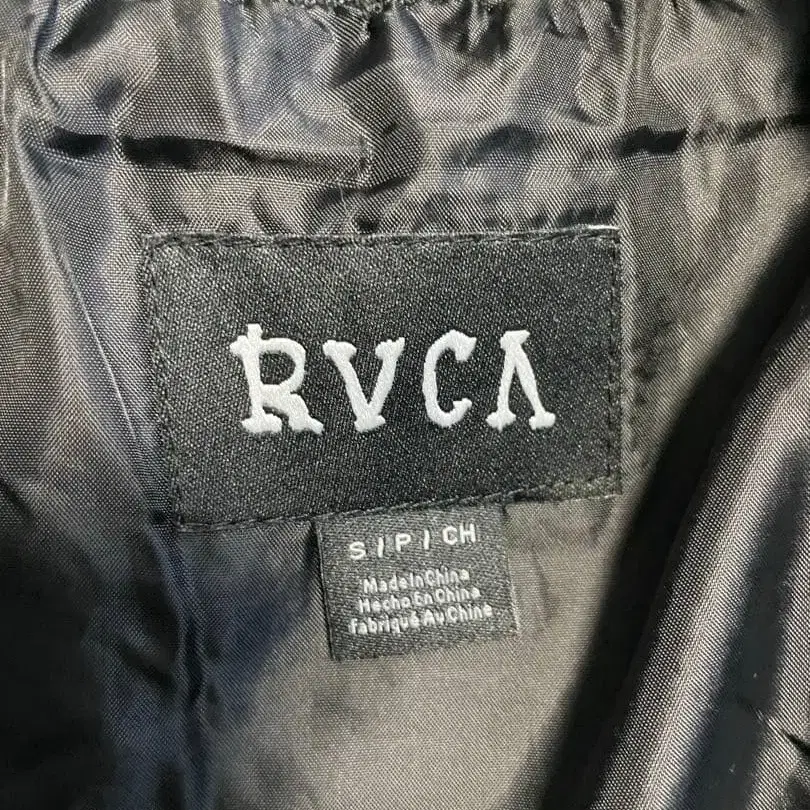 RVCA
S / P / CH
Made In China
Hecho En China
Fabriqué Au Chine